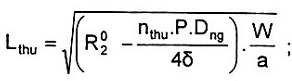 L_thu = √((R_2^0 - n_thu.P.D_ng / 4δ) . W / a) ;